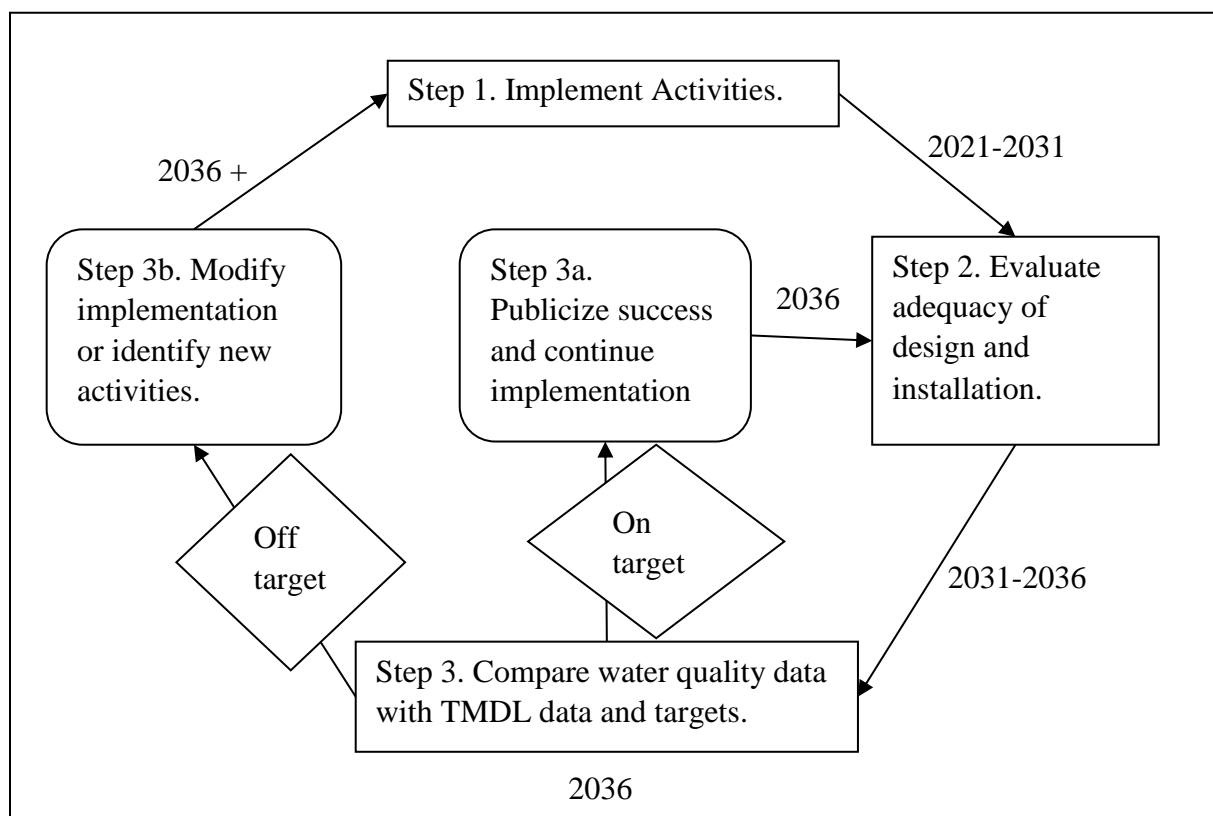 Step 1. Implement Activities.
2021-2031
2036 +
Step 3b. Modify
implementation
or identify new
activities.
Step 3a.
Publicize success
and continue
implementation
2036
Step 2. Evaluate
adequacy of
design and
installation.
Off
target
On
target
2031-2036
Step 3. Compare water quality data
with TMDL data and targets.
2036